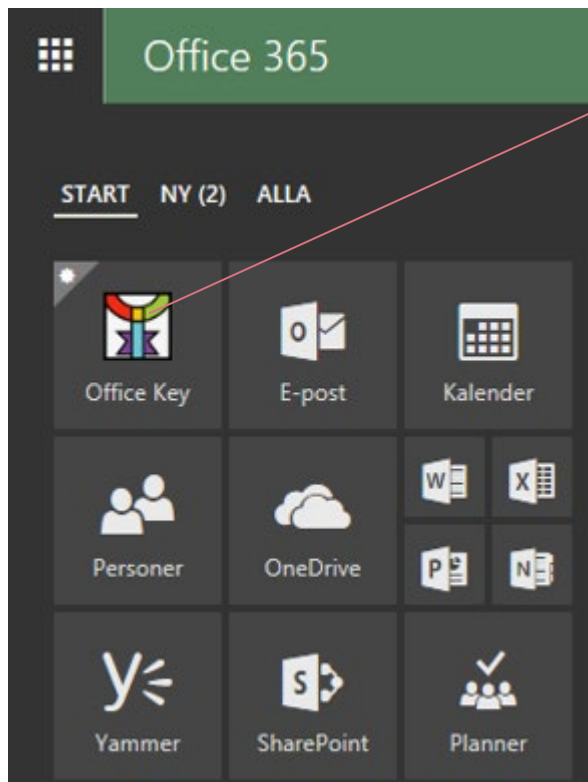 Office 365
START NY (2) ALLA
Office Key E-post Kalender
W X
Personer OneDrive P N
Yammer SharePoint Planner